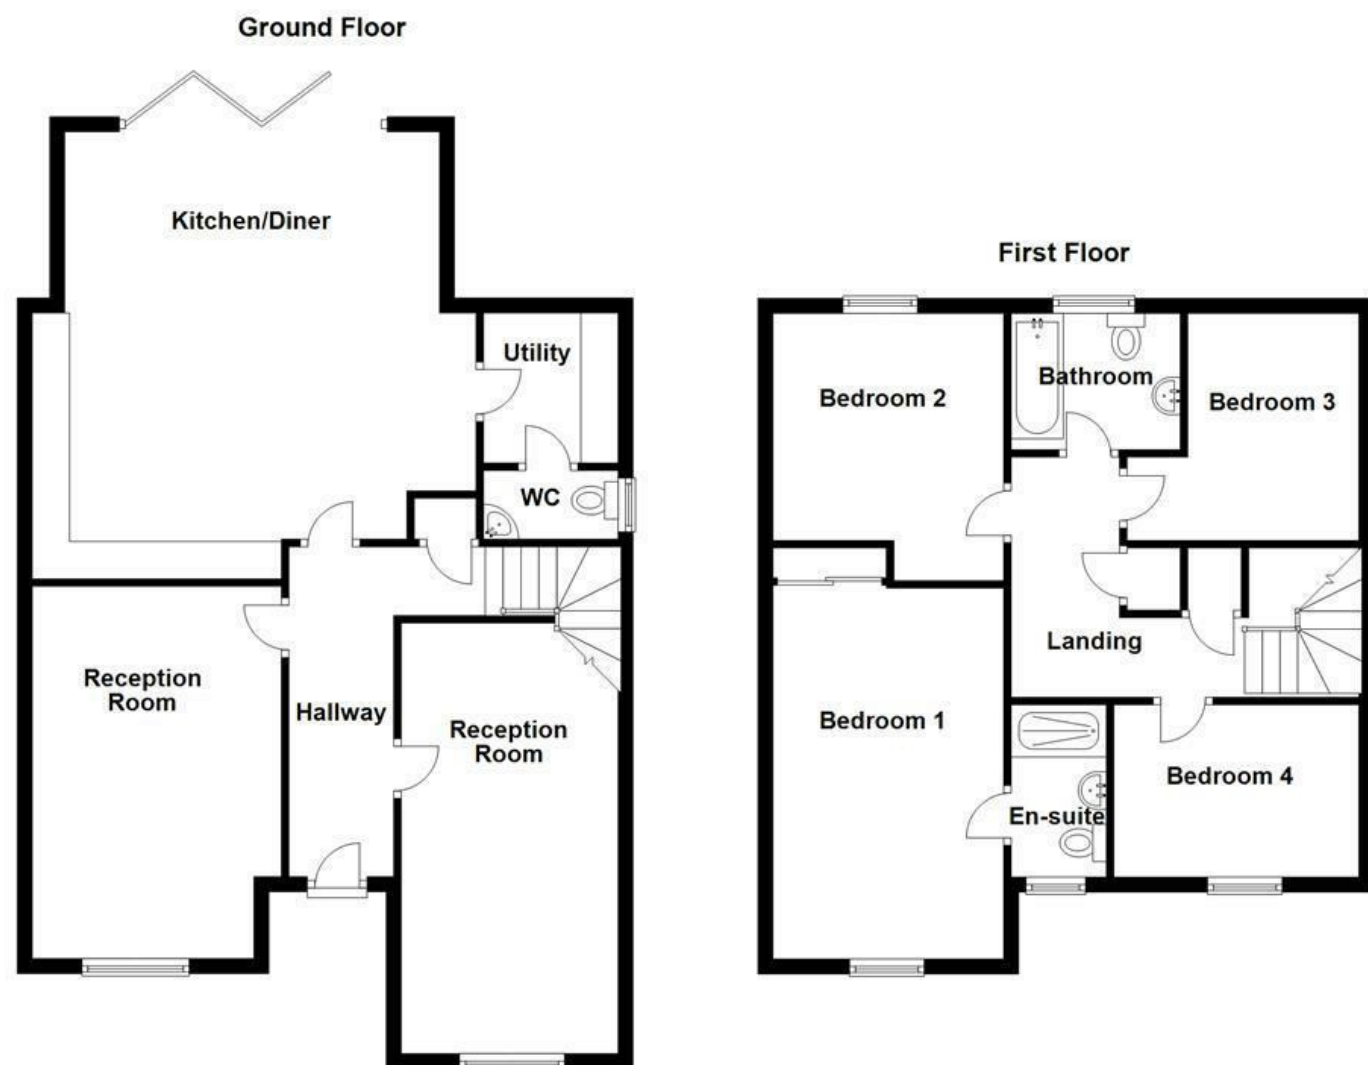 Ground Floor
Kitchen/Diner
Utility
WC
Reception
Room
Hallway
Reception
Room
First Floor
Bedroom 2
Bathroom
Bedroom 3
Landing
Bedroom 1
En-suite
Bedroom 4